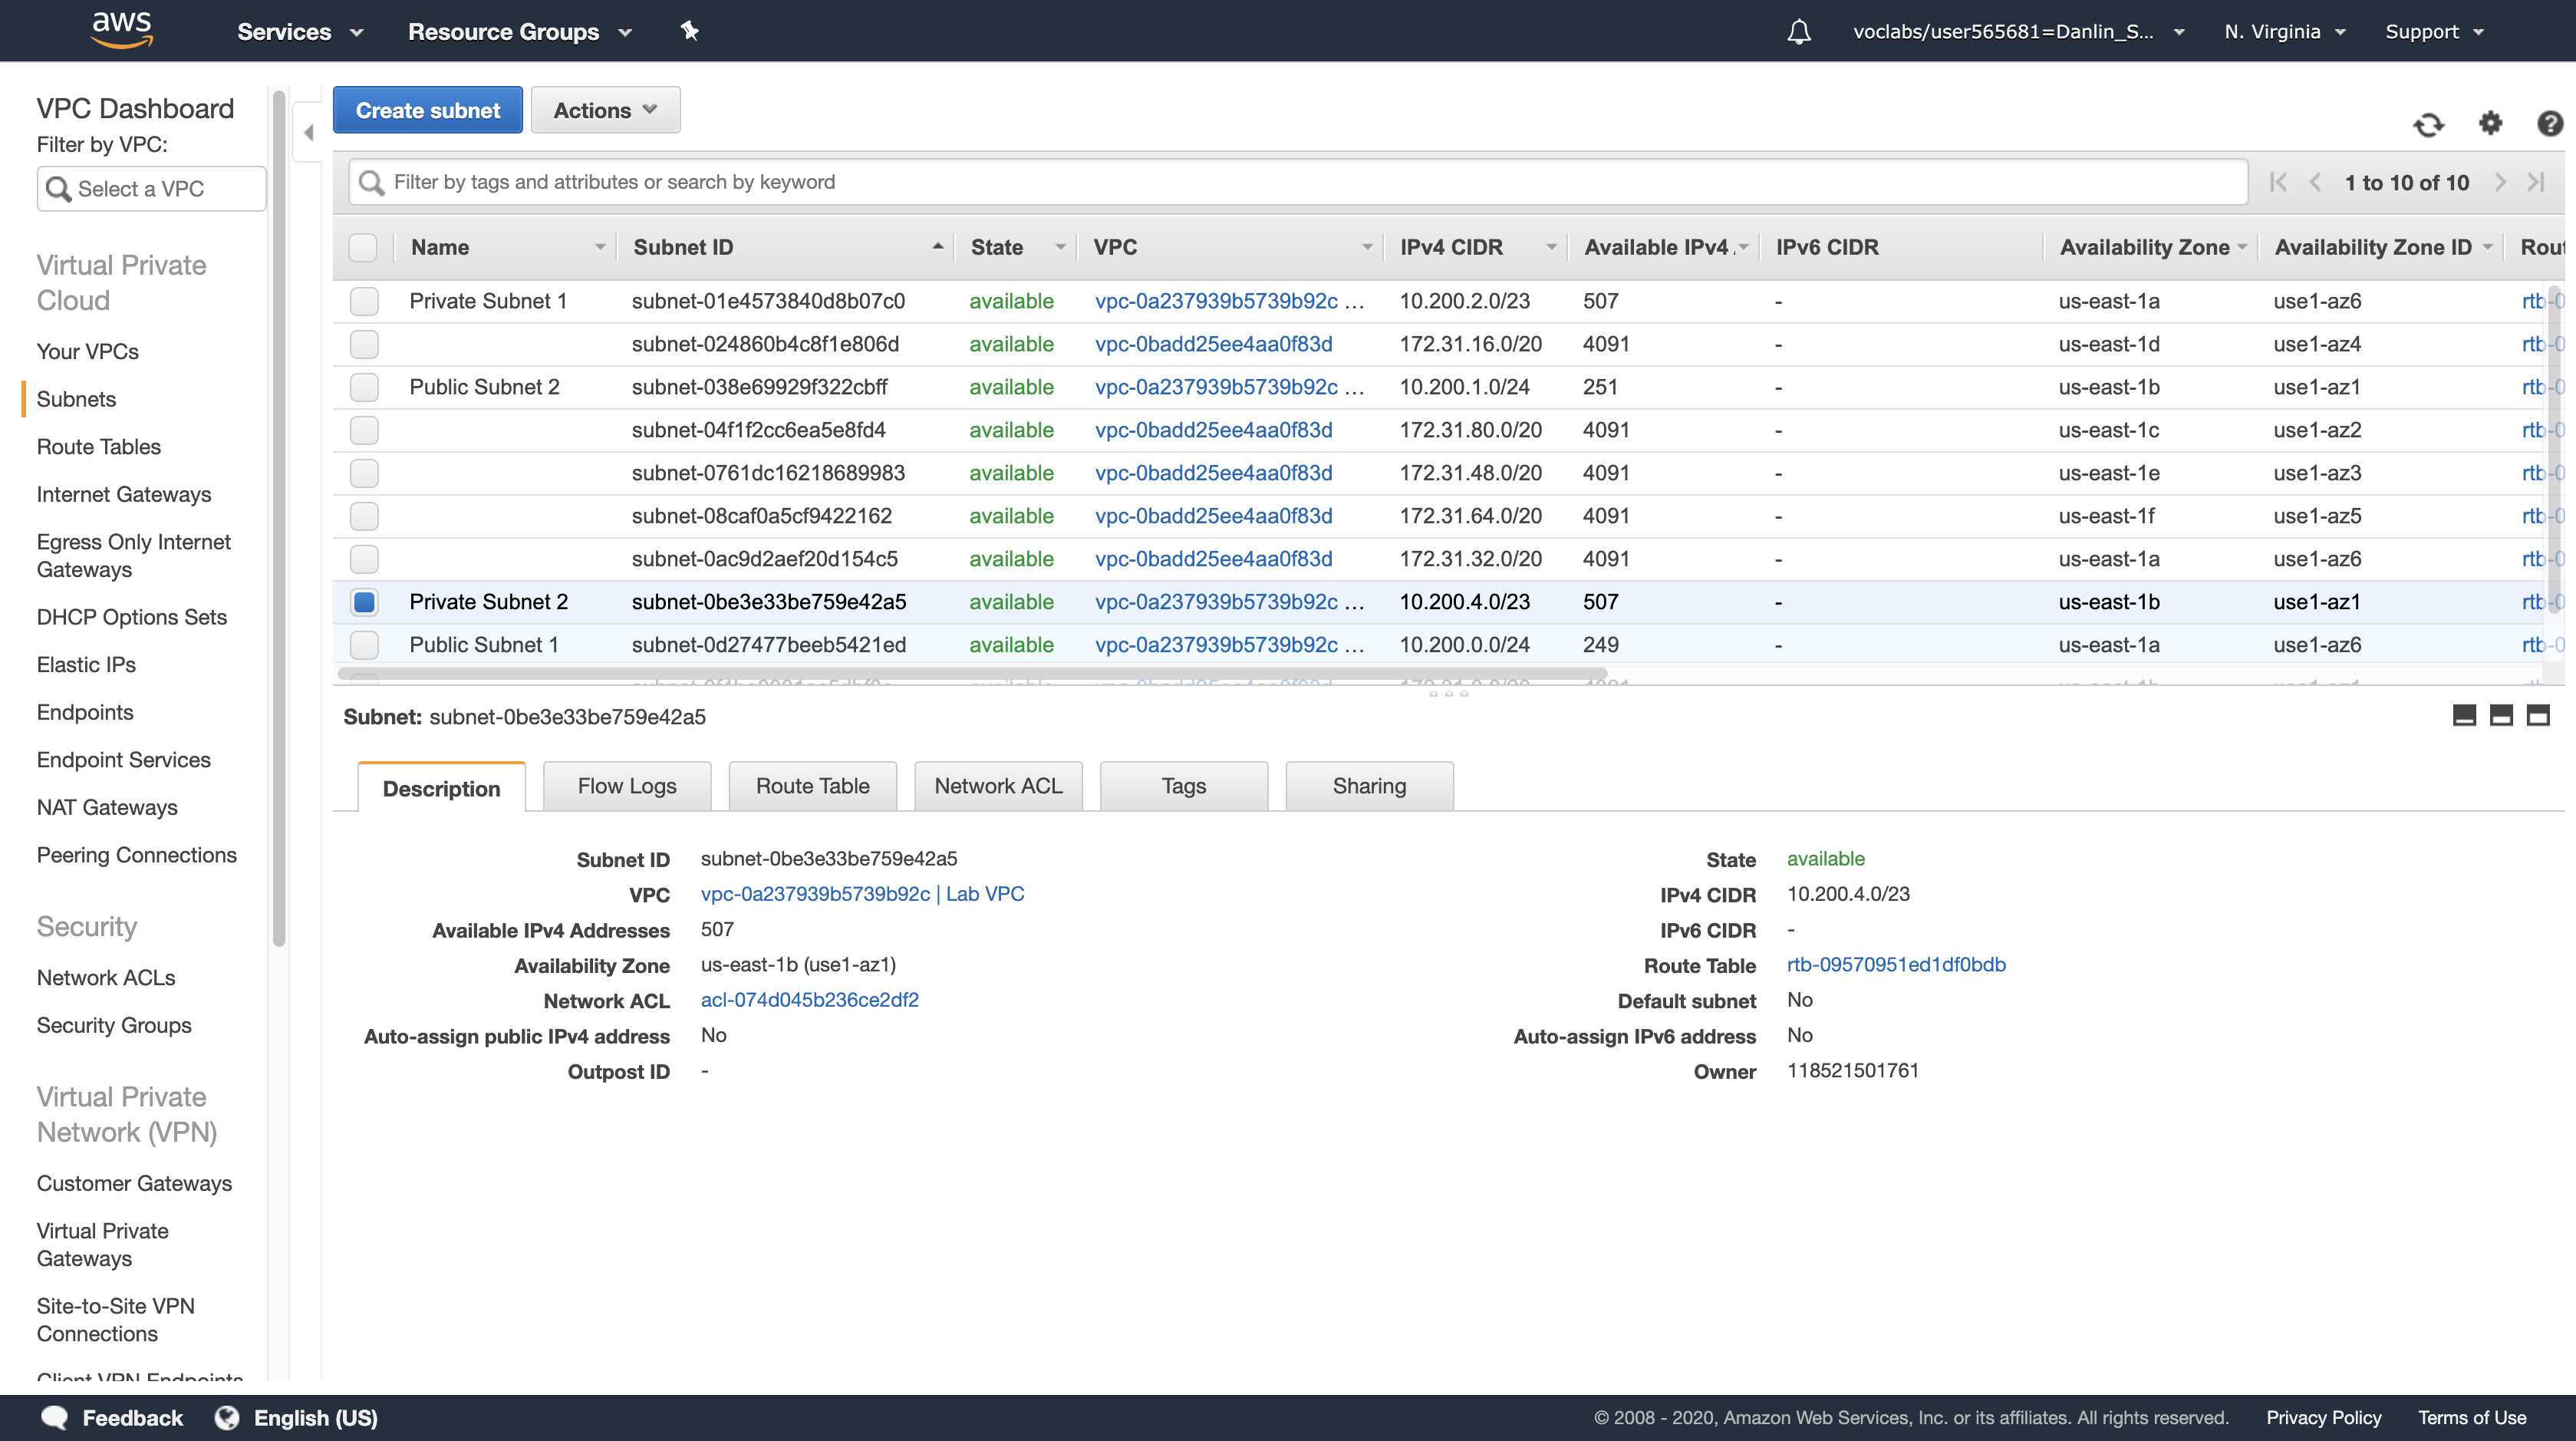 aws Services Resource Groups voclabs/user565681=Danlin_S... N. Virginia Support
VPC Dashboard
Filter by VPC:
Select a VPC
Virtual Private
Cloud
Your VPCs
Subnets
Route Tables
Internet Gateways
Egress Only Internet
Gateways
DHCP Options Sets
Elastic IPs
Endpoints
Endpoint Services
NAT Gateways
Peering Connections
Security
Network ACLs
Security Groups
Virtual Private
Network (VPN)
Customer Gateways
Virtual Private
Gateways
Site-to-Site VPN
Connections
Client VPN Endpoints
Create subnet Actions
Filter by tags and attributes or search by keyword 1 to 10 of 10
Name Subnet ID State VPC IPv4 CIDR Available IPv4 IPv6 CIDR Availability Zone Availability Zone ID Rout
Private Subnet 1 subnet-01e4573840d8b07c0 available vpc-0a237939b5739b92c ... 10.200.2.0/23 507 - us-east-1a use1-az6 rtb-0
subnet-024860b4c8f1e806d available vpc-0badd25ee4aa0f83d 172.31.16.0/20 4091 - us-east-1d use1-az4 rtb-0
Public Subnet 2 subnet-038e69929f322cbff available vpc-0a237939b5739b92c ... 10.200.1.0/24 251 - us-east-1b use1-az1 rtb-0
subnet-04f1f2cc6ea5e8fd4 available vpc-0badd25ee4aa0f83d 172.31.80.0/20 4091 - us-east-1c use1-az2 rtb-0
subnet-0761dc16218689983 available vpc-0badd25ee4aa0f83d 172.31.48.0/20 4091 - us-east-1e use1-az3 rtb-0
subnet-08caf0a5cf9422162 available vpc-0badd25ee4aa0f83d 172.31.64.0/20 4091 - us-east-1f use1-az5 rtb-0
subnet-0ac9d2aef20d154c5 available vpc-0badd25ee4aa0f83d 172.31.32.0/20 4091 - us-east-1a use1-az6 rtb-0
Private Subnet 2 subnet-0be3e33be759e42a5 available vpc-0a237939b5739b92c ... 10.200.4.0/23 507 - us-east-1b use1-az1 rtb-0
Public Subnet 1 subnet-0d27477beeb5421ed available vpc-0a237939b5739b92c ... 10.200.0.0/24 249 - us-east-1a use1-az6 rtb-0
Subnet: subnet-0be3e33be759e42a5
Description Flow Logs Route Table Network ACL Tags Sharing
Subnet ID subnet-0be3e33be759e42a5 State available
VPC vpc-0a237939b5739b92c | Lab VPC IPv4 CIDR 10.200.4.0/23
Available IPv4 Addresses 507 IPv6 CIDR -
Availability Zone us-east-1b (use1-az1) Route Table rtb-09570951ed1df0bdb
Network ACL acl-074d045b236ce2df2 Default subnet No
Auto-assign public IPv4 address No Auto-assign IPv6 address No
Outpost ID - Owner 118521501761
Feedback English (US) © 2008 - 2020, Amazon Web Services, Inc. or its affiliates. All rights reserved. Privacy Policy Terms of Use